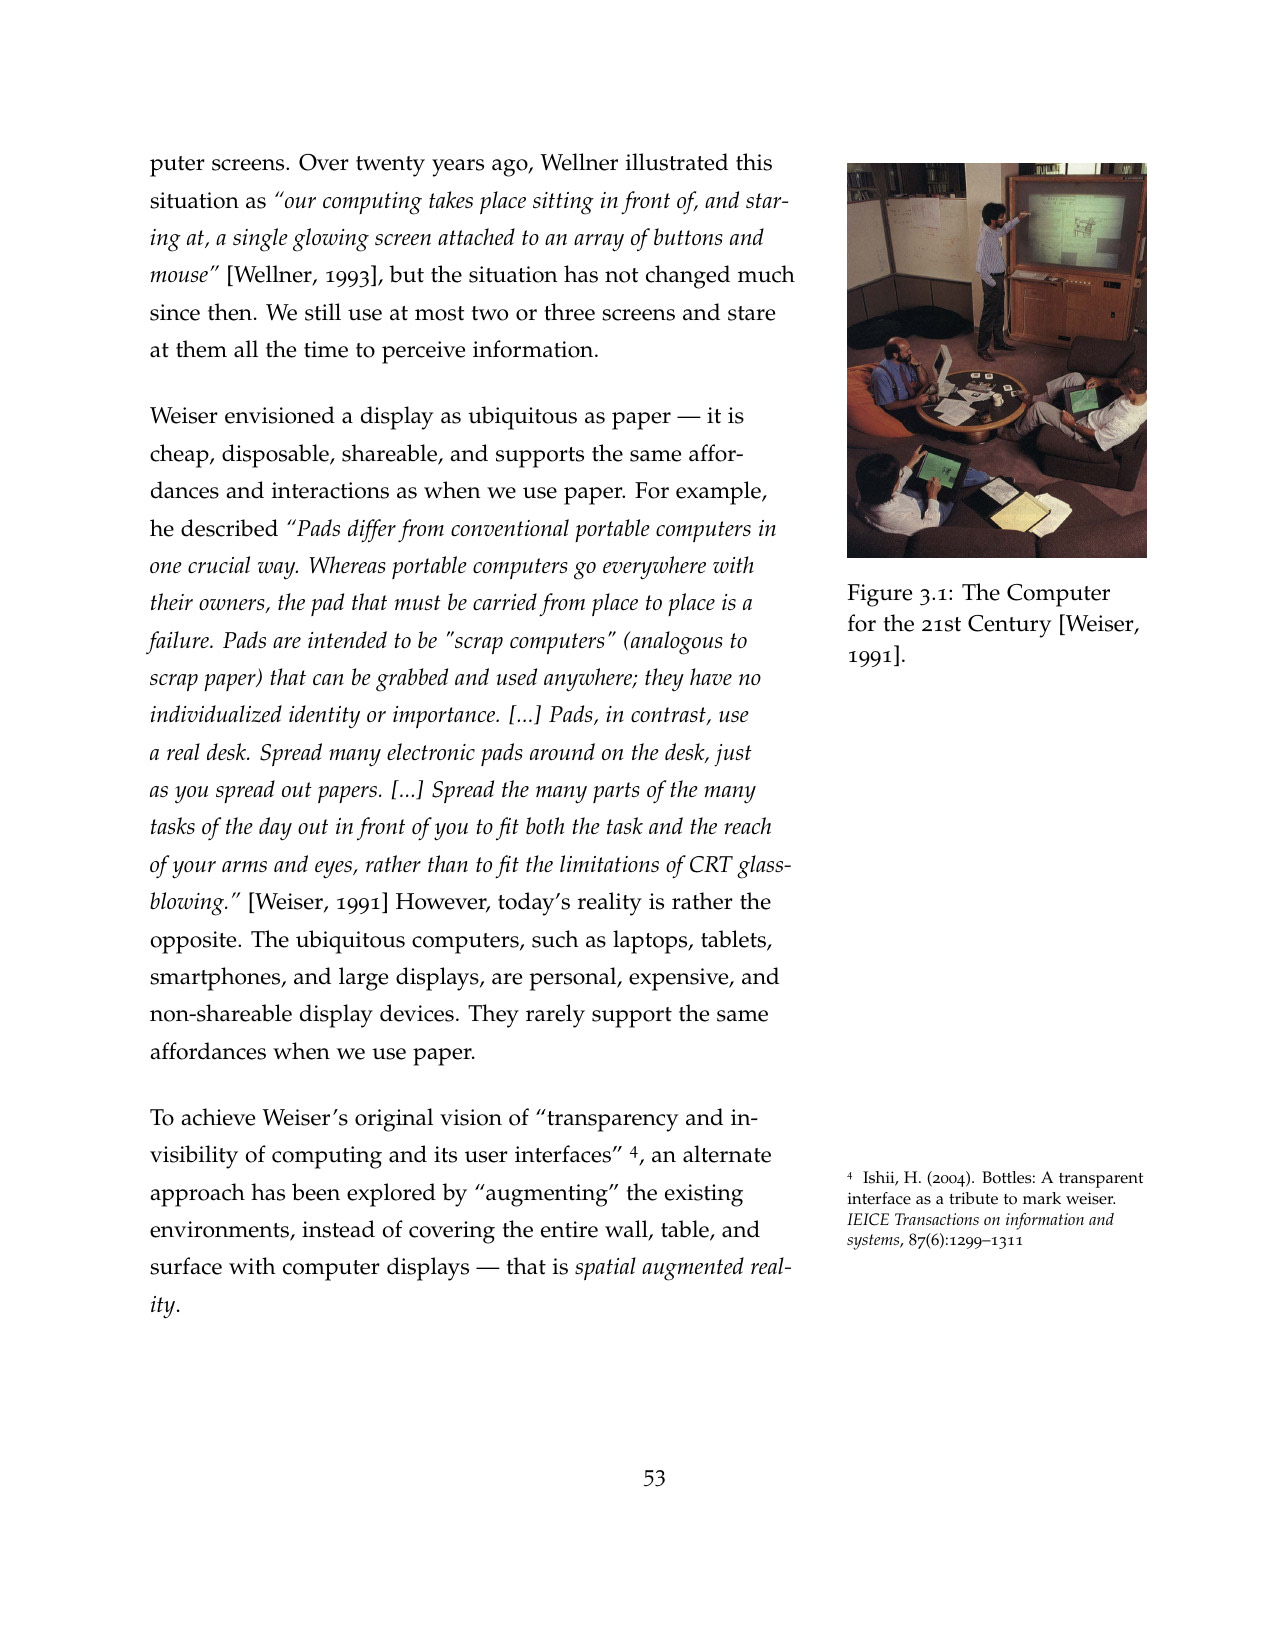 puter screens. Over twenty years ago, Wellner illustrated this
situation as “our computing takes place sitting in front of, and star-
ing at, a single glowing screen attached to an array of buttons and
mouse” [Wellner, 1993], but the situation has not changed much
since then. We still use at most two or three screens and stare
at them all the time to perceive information.
Weiser envisioned a display as ubiquitous as paper — it is
cheap, disposable, shareable, and supports the same affor-
dances and interactions as when we use paper. For example,
he described “Pads differ from conventional portable computers in
one crucial way. Whereas portable computers go everywhere with
their owners, the pad that must be carried from place to place is a
failure. Pads are intended to be "scrap computers" (analogous to
scrap paper) that can be grabbed and used anywhere; they have no
individualized identity or importance. [...] Pads, in contrast, use
a real desk. Spread many electronic pads around on the desk, just
as you spread out papers. [...] Spread the many parts of the many
tasks of the day out in front of you to fit both the task and the reach
of your arms and eyes, rather than to fit the limitations of CRT glass-
blowing.” [Weiser, 1991] However, today’s reality is rather the
opposite. The ubiquitous computers, such as laptops, tablets,
smartphones, and large displays, are personal, expensive, and
non-shareable display devices. They rarely support the same
affordances when we use paper.
To achieve Weiser’s original vision of “transparency and in-
visibility of computing and its user interfaces” 4, an alternate
approach has been explored by “augmenting” the existing
environments, instead of covering the entire wall, table, and
surface with computer displays — that is spatial augmented real-
ity.
Figure 3.1: The Computer
for the 21st Century [Weiser,
1991].
4 Ishii, H. (2004). Bottles: A transparent
interface as a tribute to mark weiser.
IEICE Transactions on information and
systems, 87(6):1299–1311
53